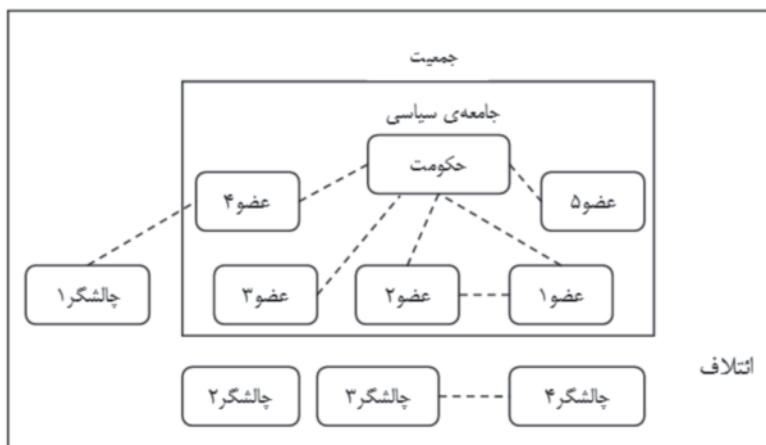 جمعیت
جامعه‌ی سیاسی
حکومت
عضو۵
عضو۴
عضو۱
عضو۲
عضو۳
چالشگر۱
ائتلاف
چالشگر۴
چالشگر۳
چالشگر۲